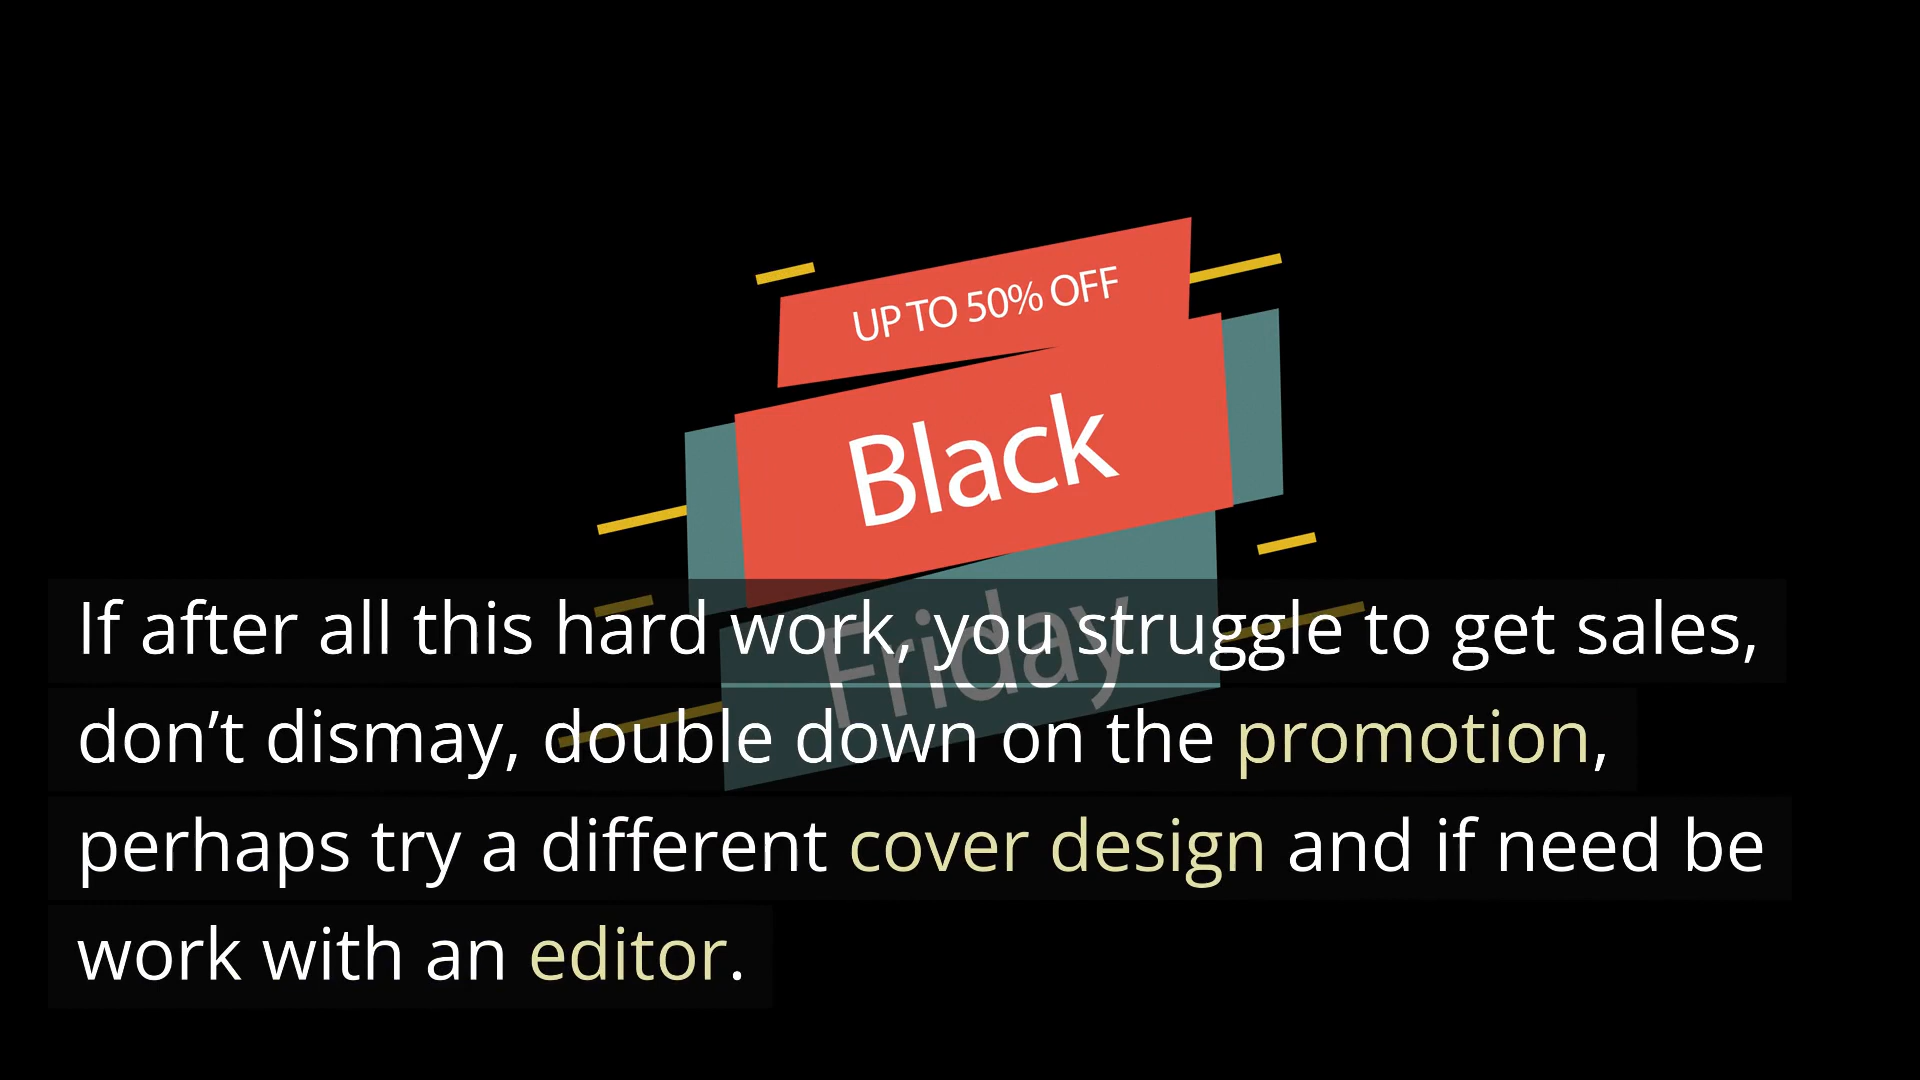 UP TO 50% OFF
Black
Friday
If after all this hard work, you struggle to get sales,
don’t dismay, double down on the promotion,
perhaps try a different cover design and if need be
work with an editor.